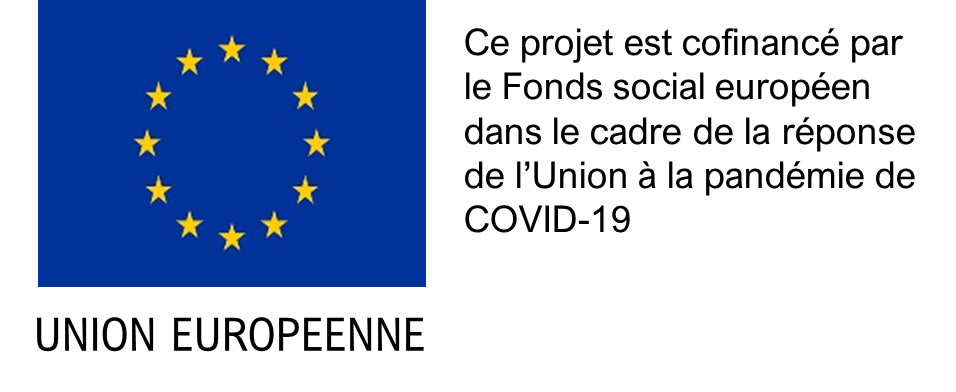 Ce projet est cofinancé par
le Fonds social européen
dans le cadre de la réponse
de l’Union à la pandémie de
COVID-19
UNION EUROPEENNE